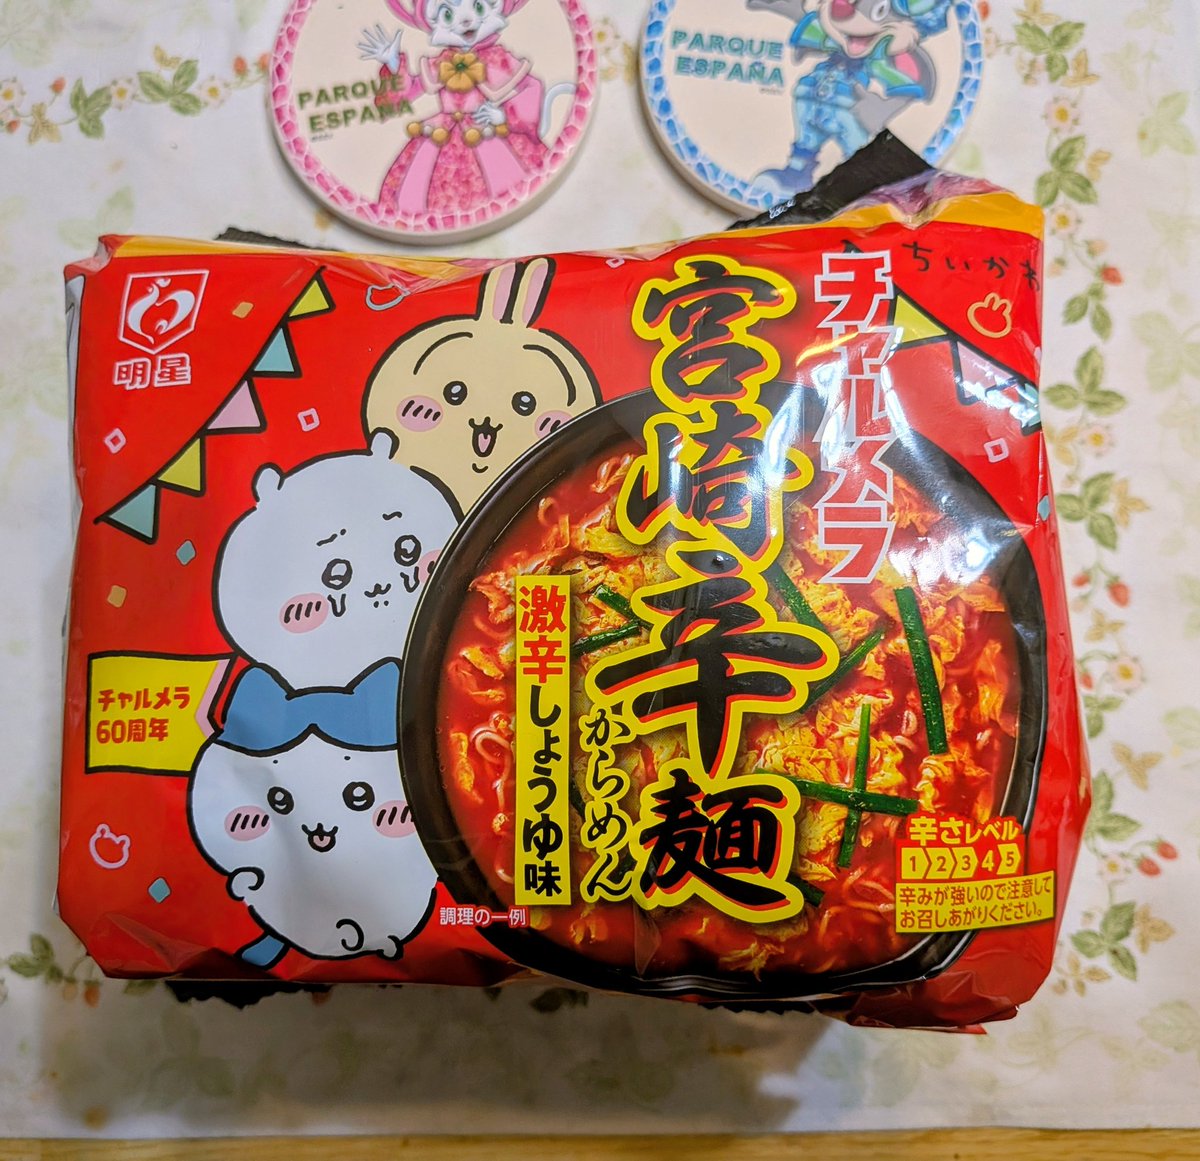 PARQUE
ESPAÑA
PARQUE
ESPAÑA
明星
ちいかわ
チャルメラ
宮崎辛麺
からめん
激辛しょうゆ味
チャルメラ
60周年
調理の一例
辛さレベル
1 2 3 4 5
辛みが強いので注意して
お召しあがりください。